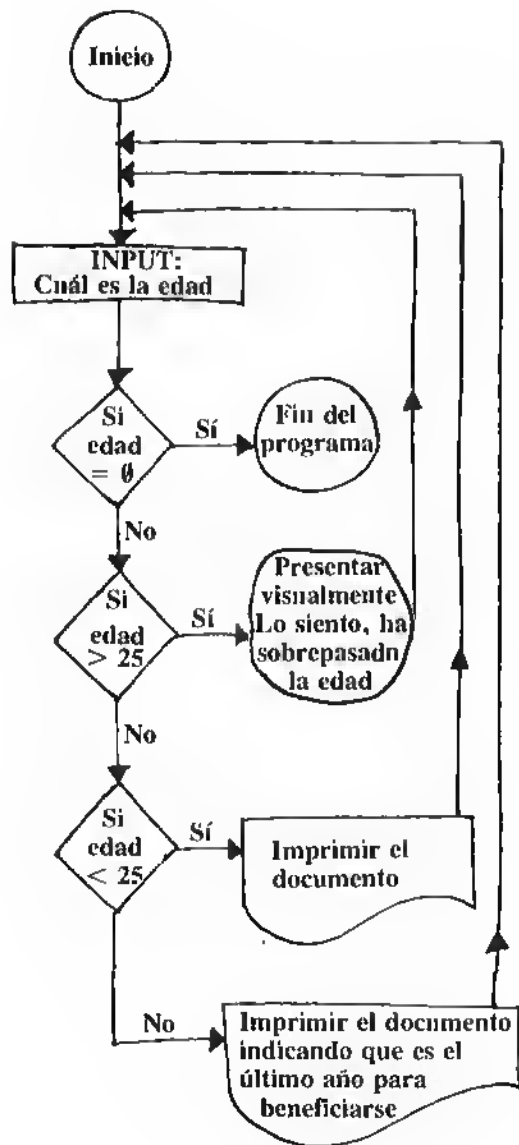 Inicio
INPUT:
Cuál es la edad
Si
edad
= Ø
Sí
Fin del
programa
No
Si
edad
> 25
Sí
Presentar
visualmente
Lo siento, ha
sobrepasadn
la edad
No
Si
edad
< 25
Sí
Imprimir el
documento
No
Imprimir el documento
indicando que es el
último año para
beneficiarse